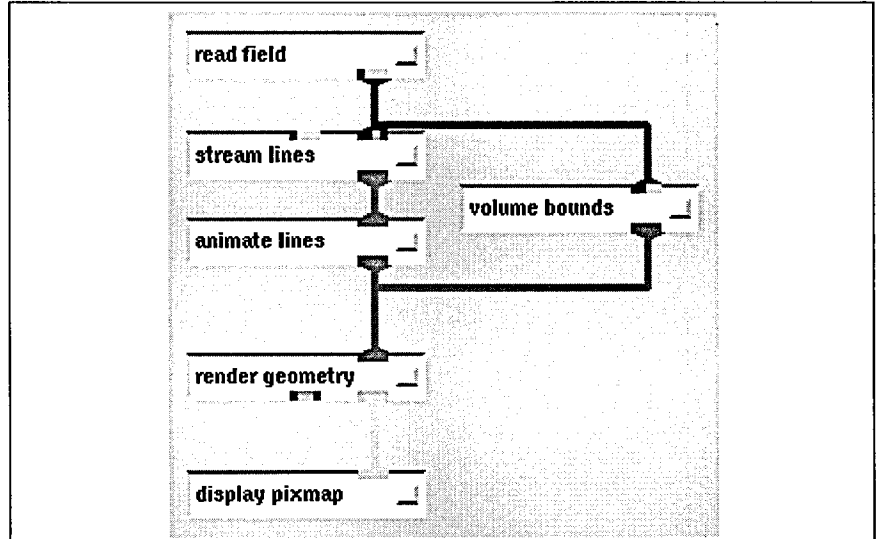 read field
stream lines
volume bounds
animate lines
render geometry
display pixmap